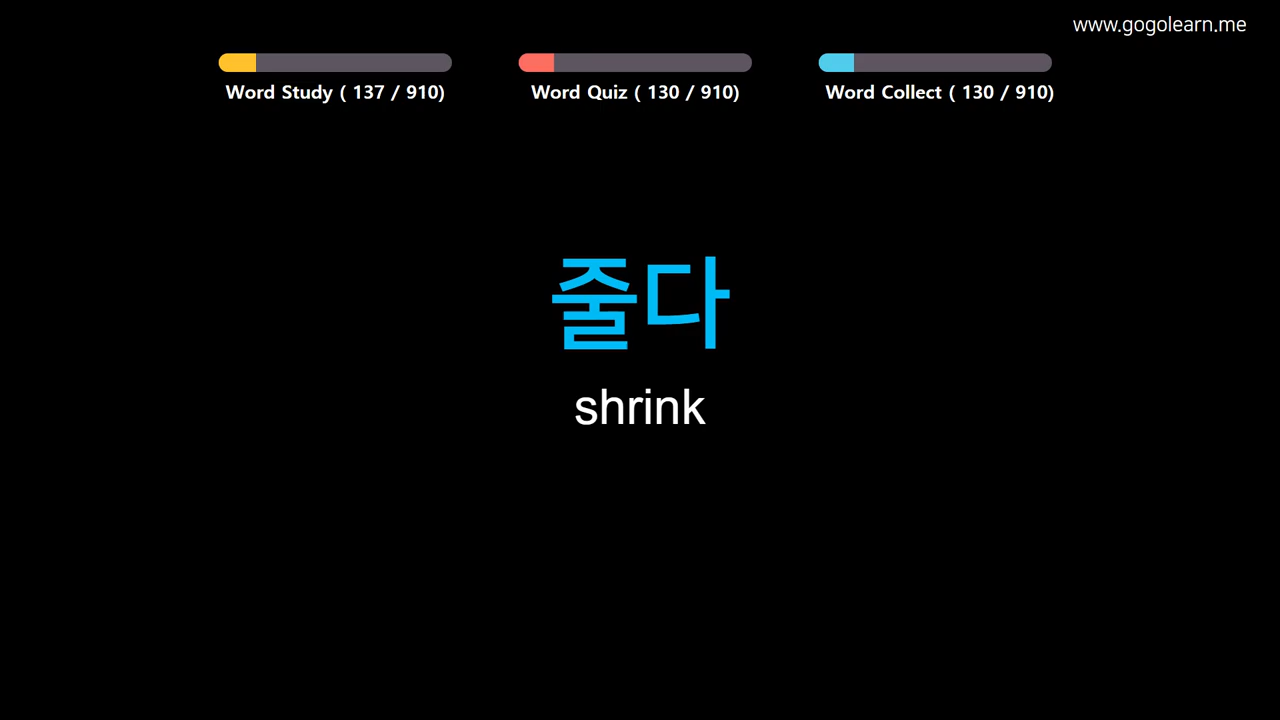 www.gogolearn.me
Word Study ( 137 / 910)
Word Quiz ( 130 / 910)
Word Collect ( 130 / 910)
줄다
shrink